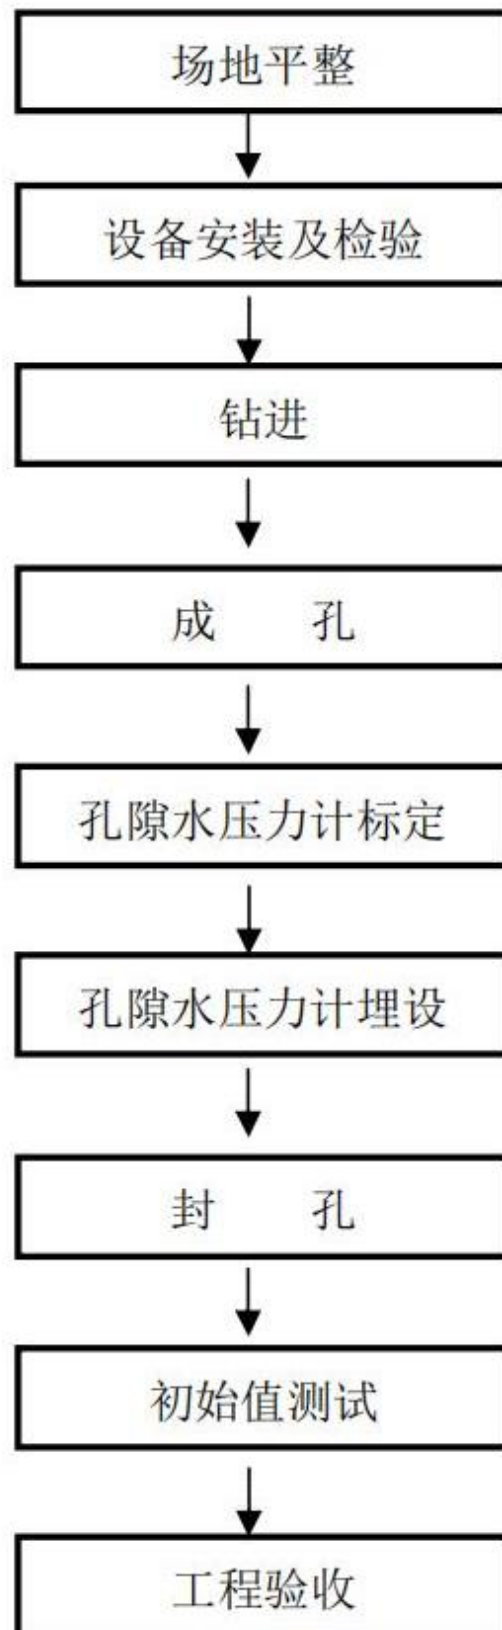 场地平整
设备安装及检验
钻进
成 孔
孔隙水压力计标定
孔隙水压力计埋设
封 孔
初始值测试
工程验收